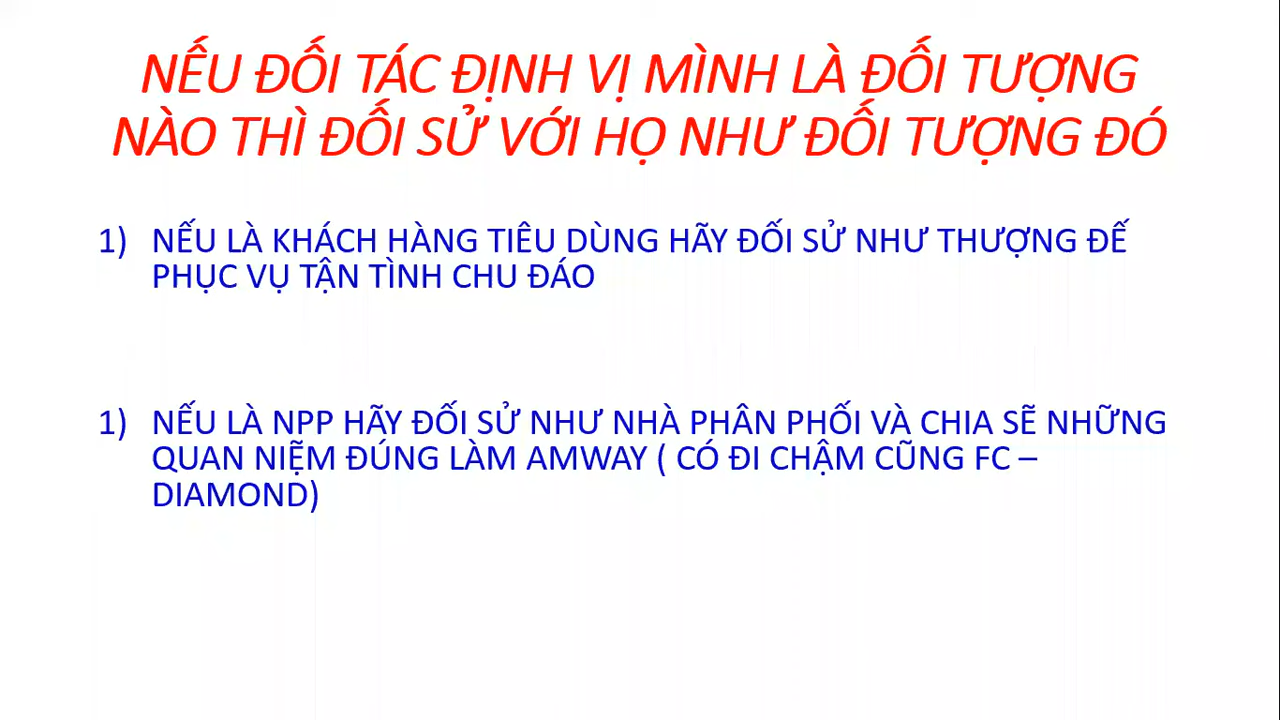 NẾU ĐỐI TÁC ĐỊNH VỊ MÌNH LÀ ĐỐI TƯỢNG
NÀO THÌ ĐỐI SỬ VỚI HỌ NHƯ ĐỐI TƯỢNG ĐÓ
1) NẾU LÀ KHÁCH HÀNG TIÊU DÙNG HÃY ĐỐI SỬ NHƯ THƯỢNG ĐẾ
PHỤC VỤ TẬN TÌNH CHU ĐÁO
1) NẾU LÀ NPP HÃY ĐỐI SỬ NHƯ NHÀ PHÂN PHỐI VÀ CHIA SẼ NHỮNG
QUAN NIỆM ĐÚNG LÀM AMWAY ( CÓ ĐI CHẬM CŨNG FC –
DIAMOND)